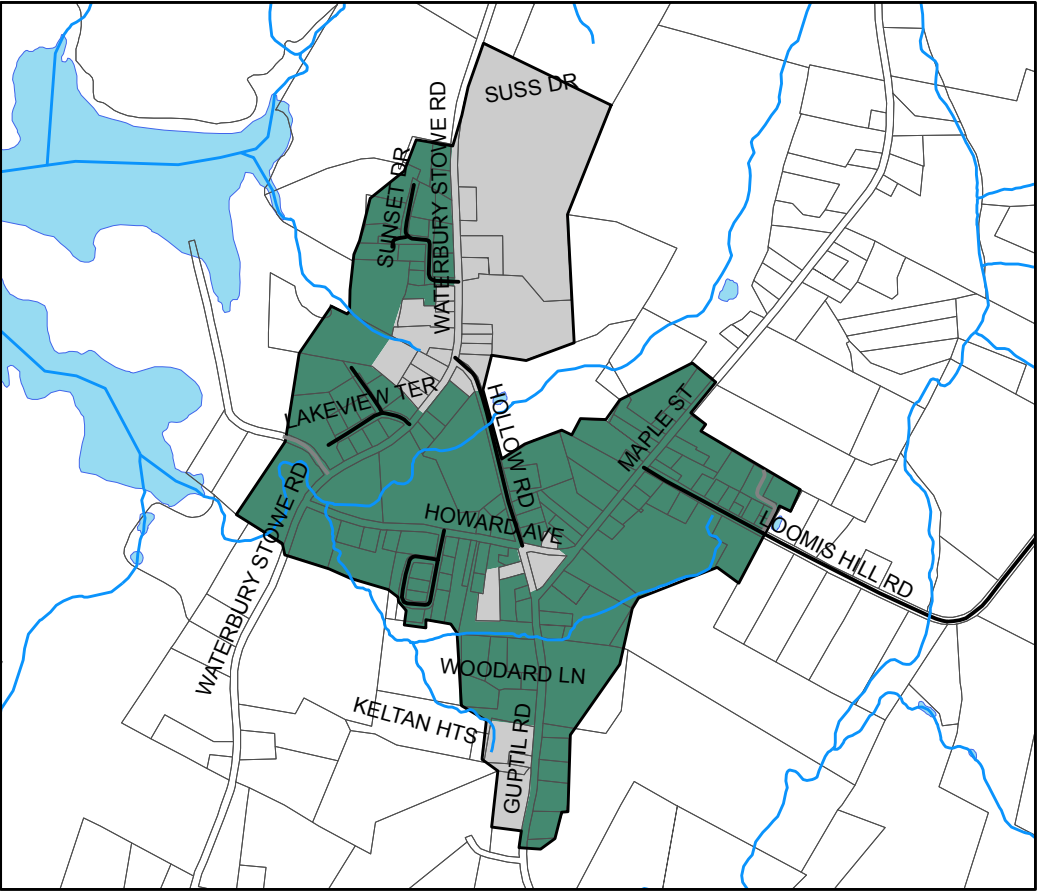 SUSS DR
WATERBURY STOWE RD
SUNSET DR
LAKEVIEW TER
HOLLOW RD
MAPLE ST
HOWARD AVE
LOOMIS HILL RD
WATERBURY STOWE RD
WOODARD LN
KELTAN HTS
GUPTIL RD